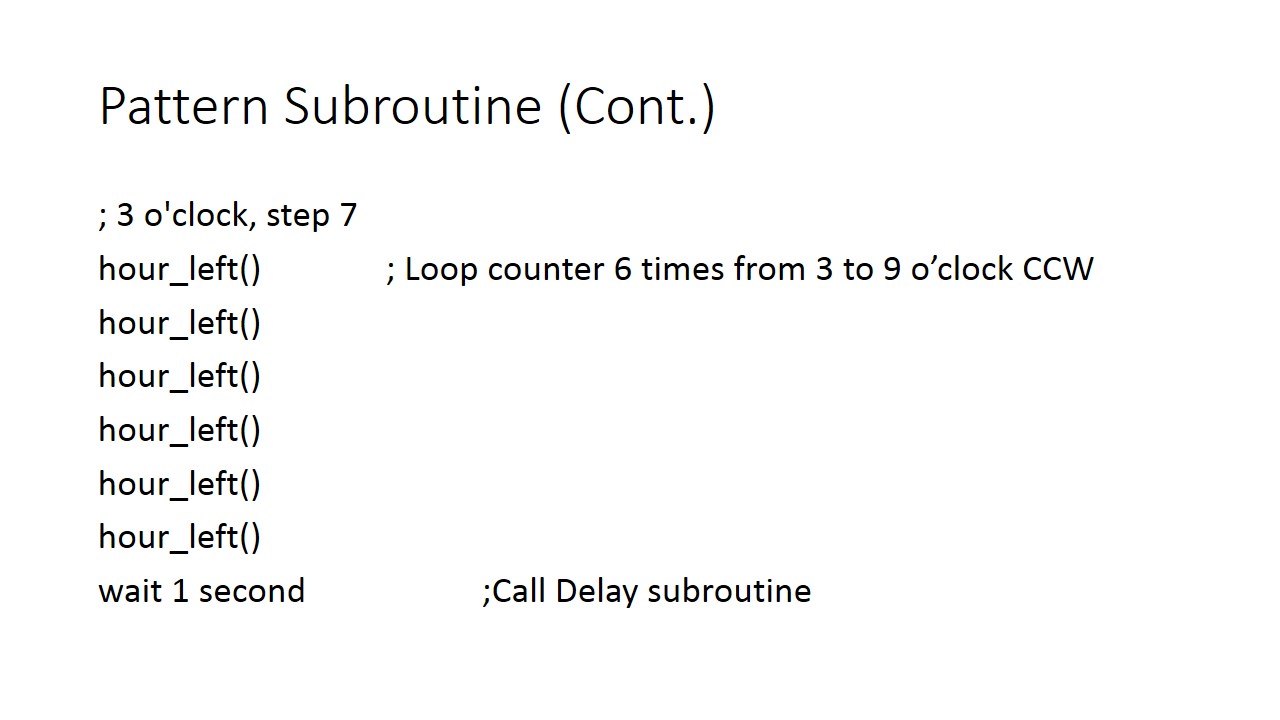 Pattern Subroutine (Cont.)
; 3 o'clock, step 7
hour_left() ; Loop counter 6 times from 3 to 9 o’clock CCW
hour_left()
hour_left()
hour_left()
hour_left()
hour_left()
wait 1 second ;Call Delay subroutine